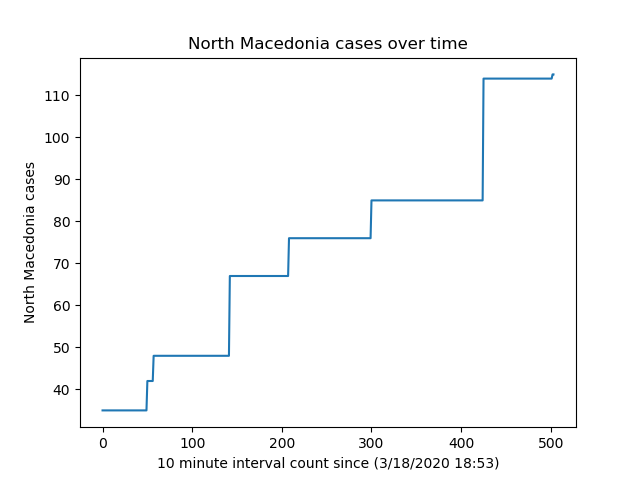 North Macedonia cases over time
North Macedonia cases
110
100
90
80
70
60
50
40
0 100 200 300 400 500
10 minute interval count since (3/18/2020 18:53)